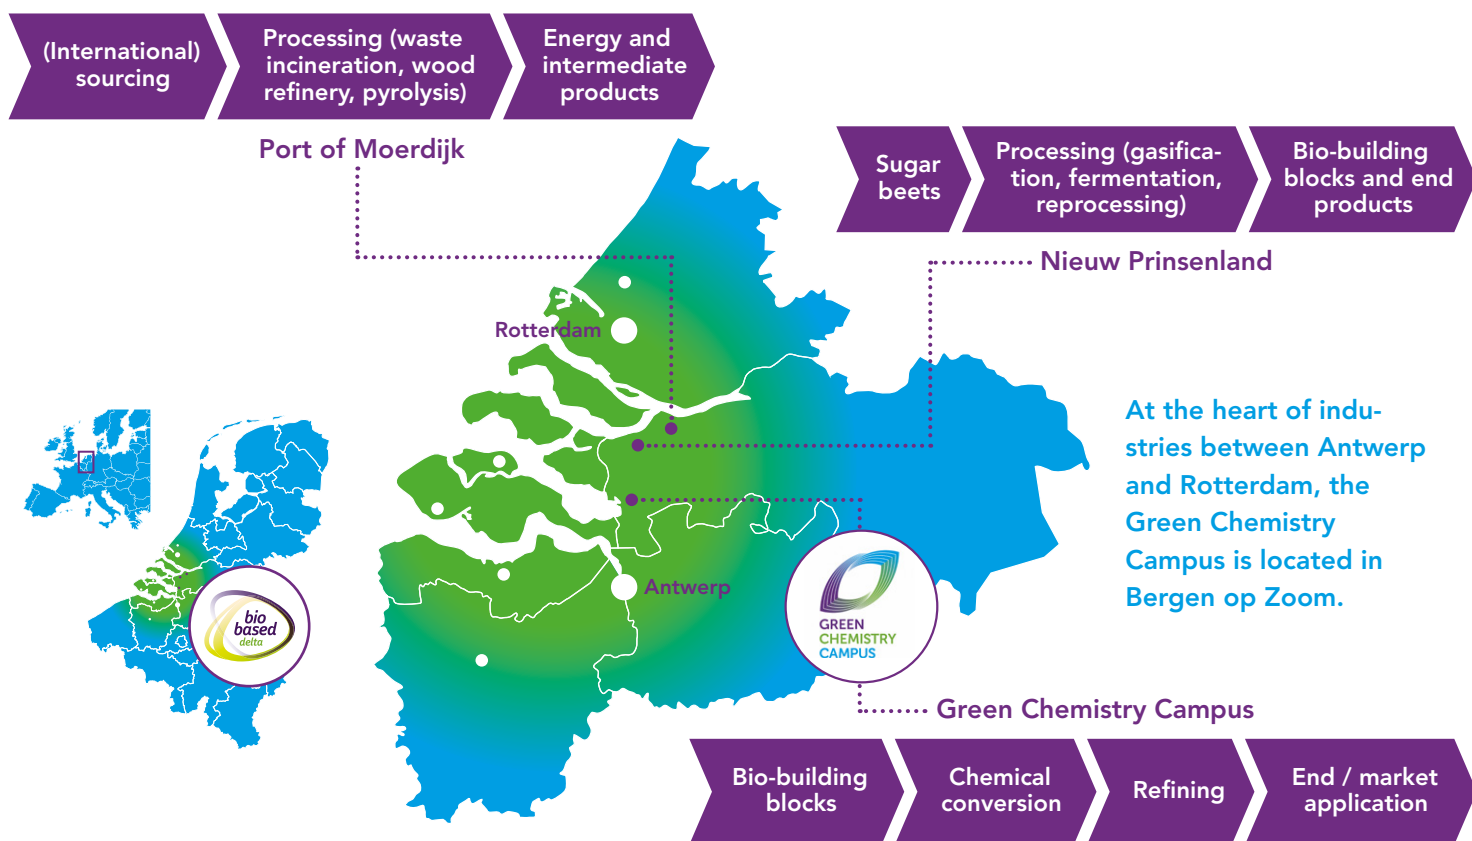 (International)
sourcing
Processing (waste
incineration, wood
refinery, pyrolysis)
Energy and
intermediate
products
Port of Moerdijk
Sugar
beets
Processing (gasifica-
tion, fermentation,
reprocessing)
Bio-building
blocks and end
products
Nieuw Prinsenland
Rotterdam
At the heart of indu-
stries between Antwerp
and Rotterdam, the
Green Chemistry
Campus is located in
Bergen op Zoom.
Antwerp
bio
based
delta
GREEN
CHEMISTRY
CAMPUS
Green Chemistry Campus
Bio-building
blocks
Chemical
conversion
Refining
End / market
application